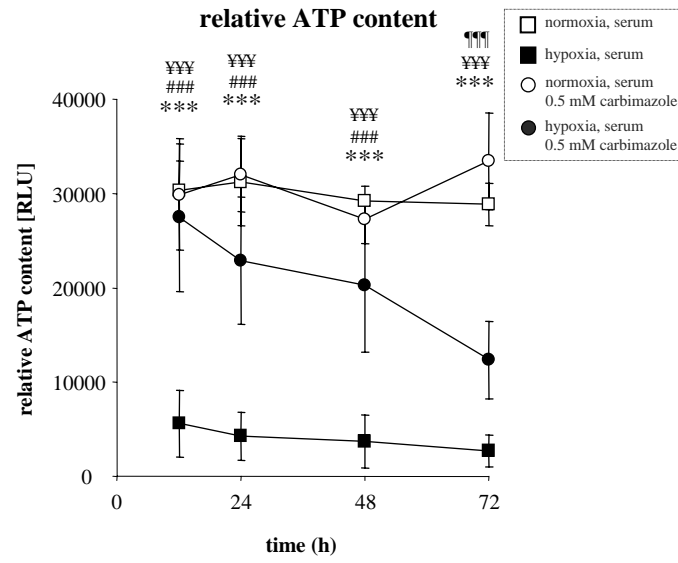 relative ATP content
normoxia, serum
hypoxia, serum
normoxia, serum
0.5 mM carbimazole
hypoxia, serum
0.5 mM carbimazole
¥¥¥
###
***
¥¥¥
###
***
¥¥¥
###
***
¶¶¶
¥¥¥
***
relative ATP content [RLU]
40000
30000
20000
10000
0
0
24
48
72
time (h)